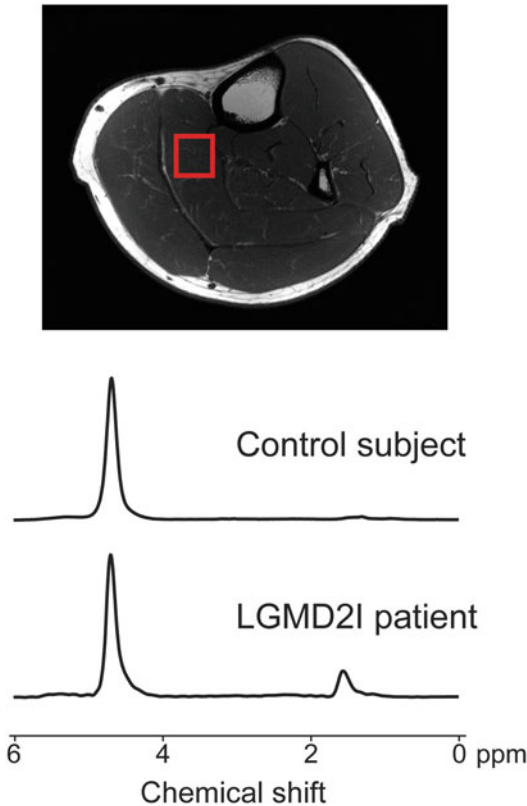 Control subject
LGMD2I patient
6 4 2 0 ppm
Chemical shift